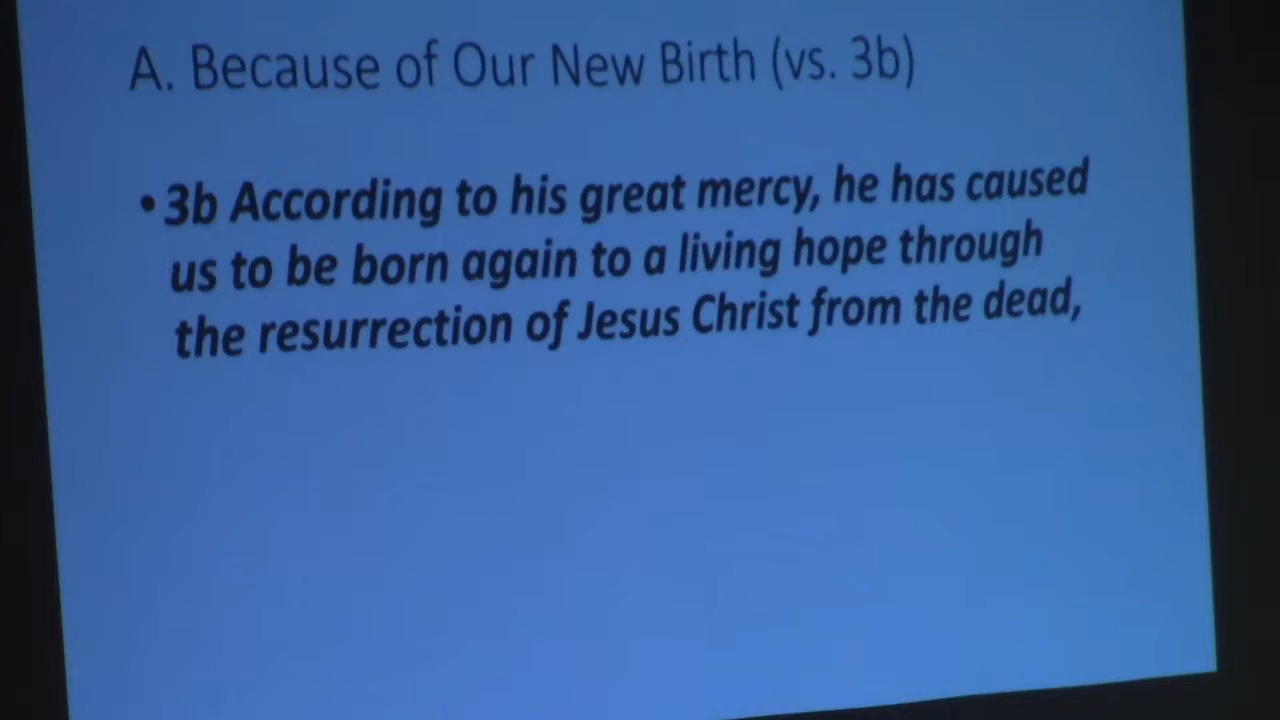 A. Because of Our New Birth (vs. 3b)
• 3b According to his great mercy, he has caused
us to be born again to a living hope through
the resurrection of Jesus Christ from the dead,